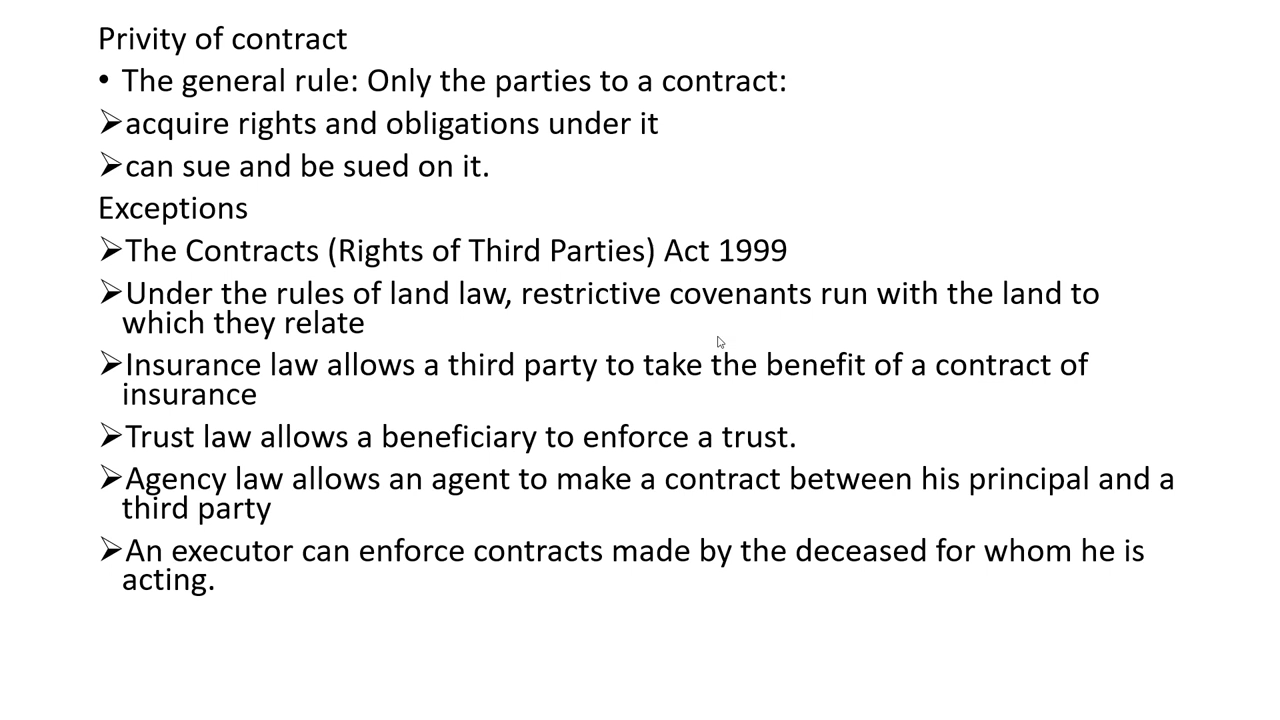 Privity of contract
• The general rule: Only the parties to a contract:
➢acquire rights and obligations under it
➢can sue and be sued on it.
Exceptions
➢The Contracts (Rights of Third Parties) Act 1999
➢Under the rules of land law, restrictive covenants run with the land to
which they relate
➢Insurance law allows a third party to take the benefit of a contract of
insurance
➢Trust law allows a beneficiary to enforce a trust.
➢Agency law allows an agent to make a contract between his principal and a
third party
➢An executor can enforce contracts made by the deceased for whom he is
acting.